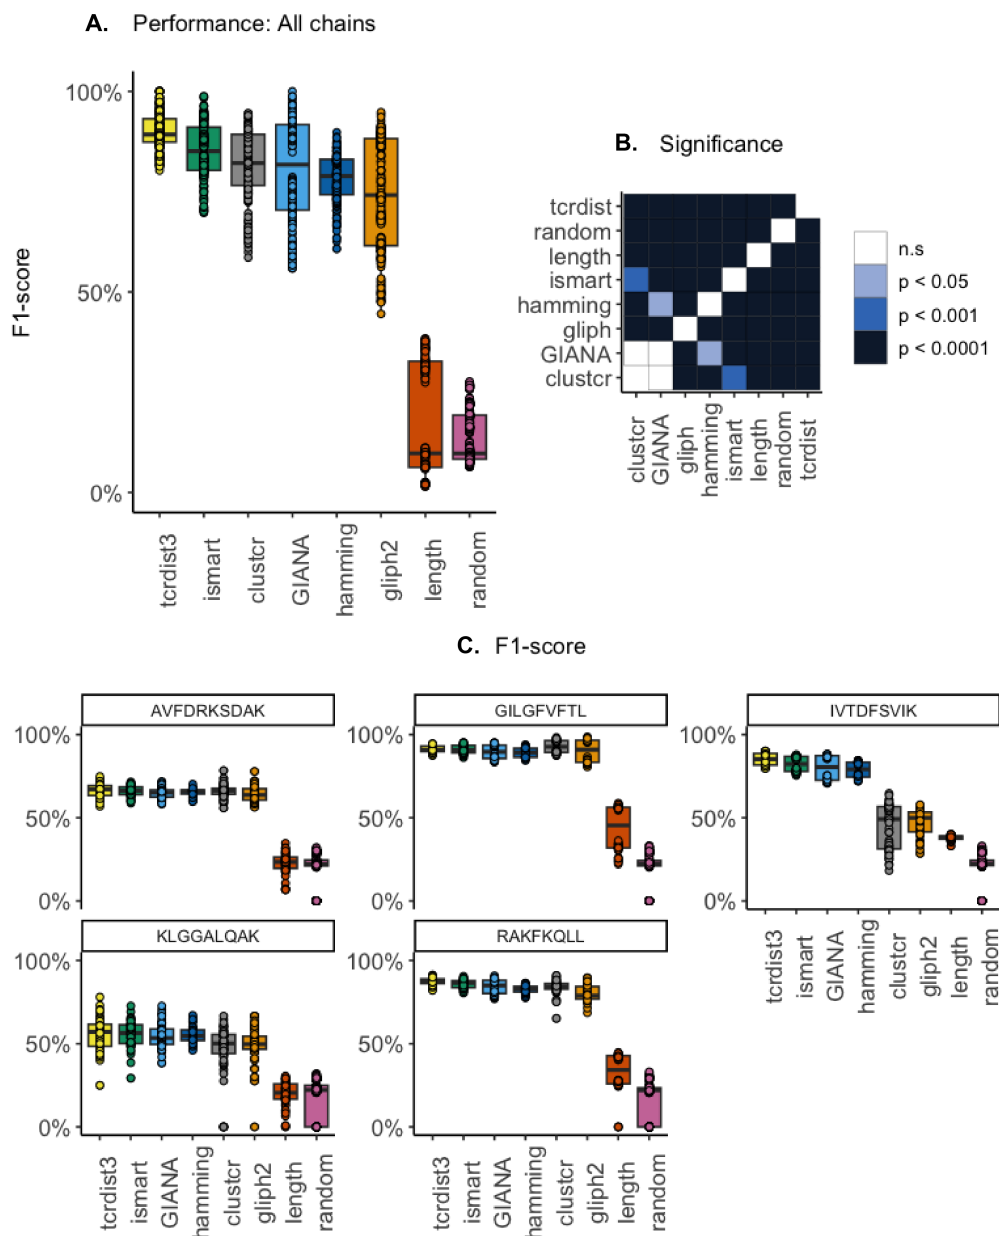 A. Performance: All chains
F1-score
100%
50%
0%
tcrdist3
ismart
clustcr
GIANA
hamming
gliph2
length
random
B. Significance
tcrdist
random
length
ismart
hamming
gliph
GIANA
clustcr
clustcr
GIANA
gliph
hamming
ismart
length
random
tcrdist
n.s
p < 0.05
p < 0.001
p < 0.0001
C. F1-score
AVFDRKSDAK
100%
50%
0%
GILGFVFTL
100%
50%
0%
IVTDFSVIK
100%
50%
0%
tcrdist3
ismart
GIANA
hamming
clustcr
gliph2
length
random
KLGGALQAK
100%
50%
0%
tcrdist3
ismart
GIANA
hamming
clustcr
gliph2
length
random
RAKFKQLL
100%
50%
0%
tcrdist3
ismart
GIANA
hamming
clustcr
gliph2
length
random